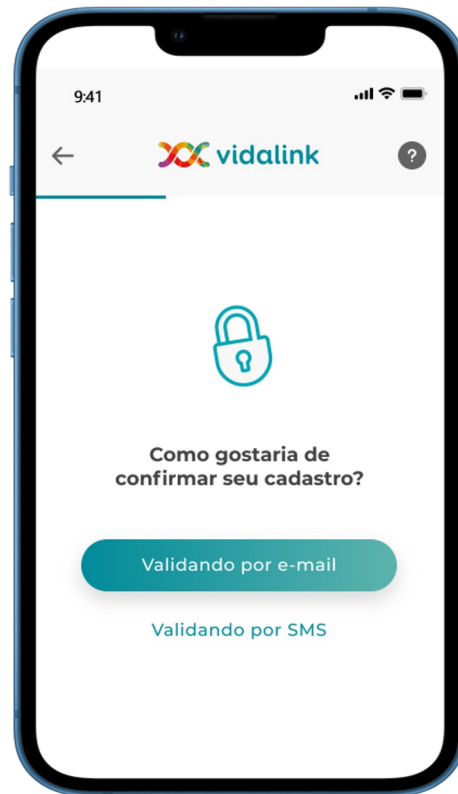 9:41
vidalink
?
Como gostaria de
confirmar seu cadastro?
Validando por e-mail
Validando por SMS